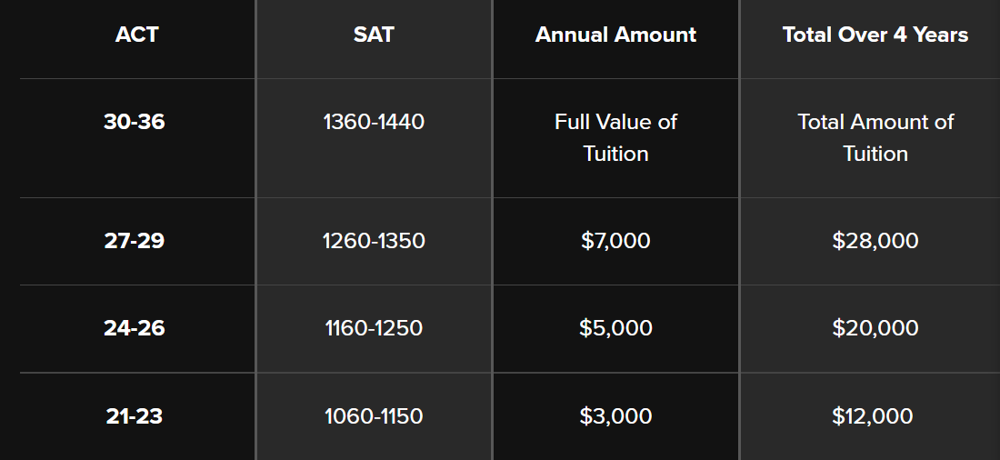 ACT SAT Annual Amount Total Over 4 Years
30-36 1360-1440 Full Value of Total Amount of
Tuition Tuition
27-29 1260-1350 $7,000 $28,000
24-26 1160-1250 $5,000 $20,000
21-23 1060-1150 $3,000 $12,000